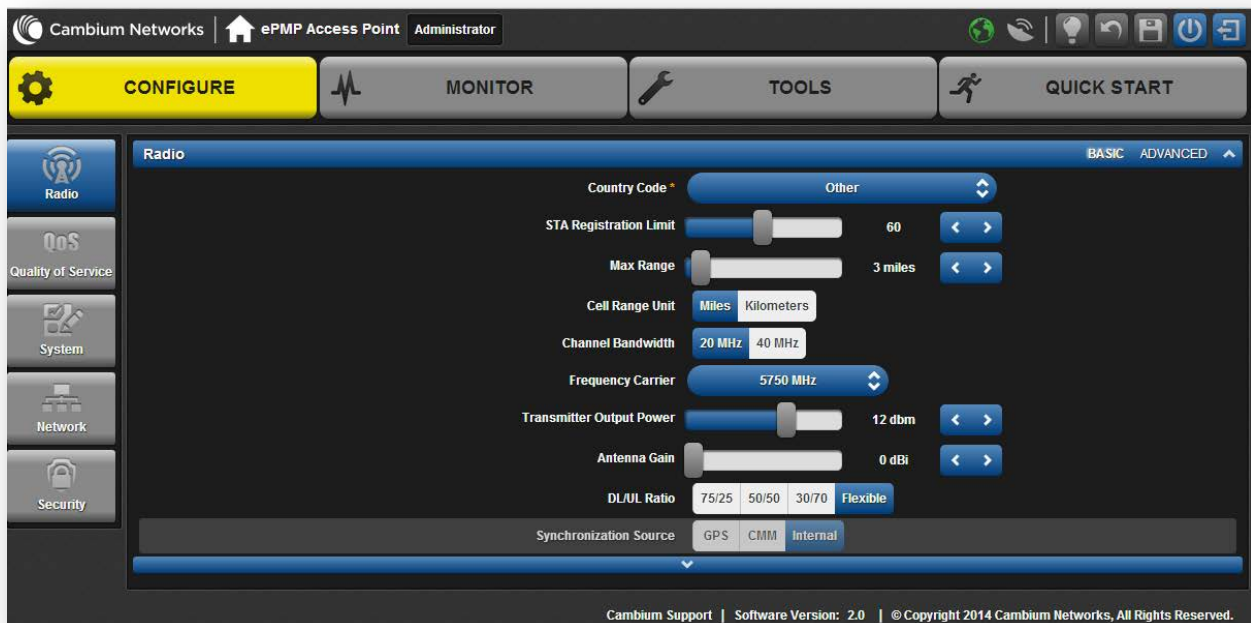 Cambium Networks | ePMP Access Point Administrator
CONFIGURE MONITOR TOOLS QUICK START
Radio
QoS
Quality of Service
System
Network
Security
Radio BASIC ADVANCED
Country Code * Other
STA Registration Limit 60
Max Range 3 miles
Cell Range Unit Miles Kilometers
Channel Bandwidth 20 MHz 40 MHz
Frequency Carrier 5750 MHz
Transmitter Output Power 12 dbm
Antenna Gain 0 dBi
DL/UL Ratio 75/25 50/50 30/70 Flexible
Synchronization Source GPS CMM Internal
Cambium Support | Software Version: 2.0 | © Copyright 2014 Cambium Networks, All Rights Reserved.